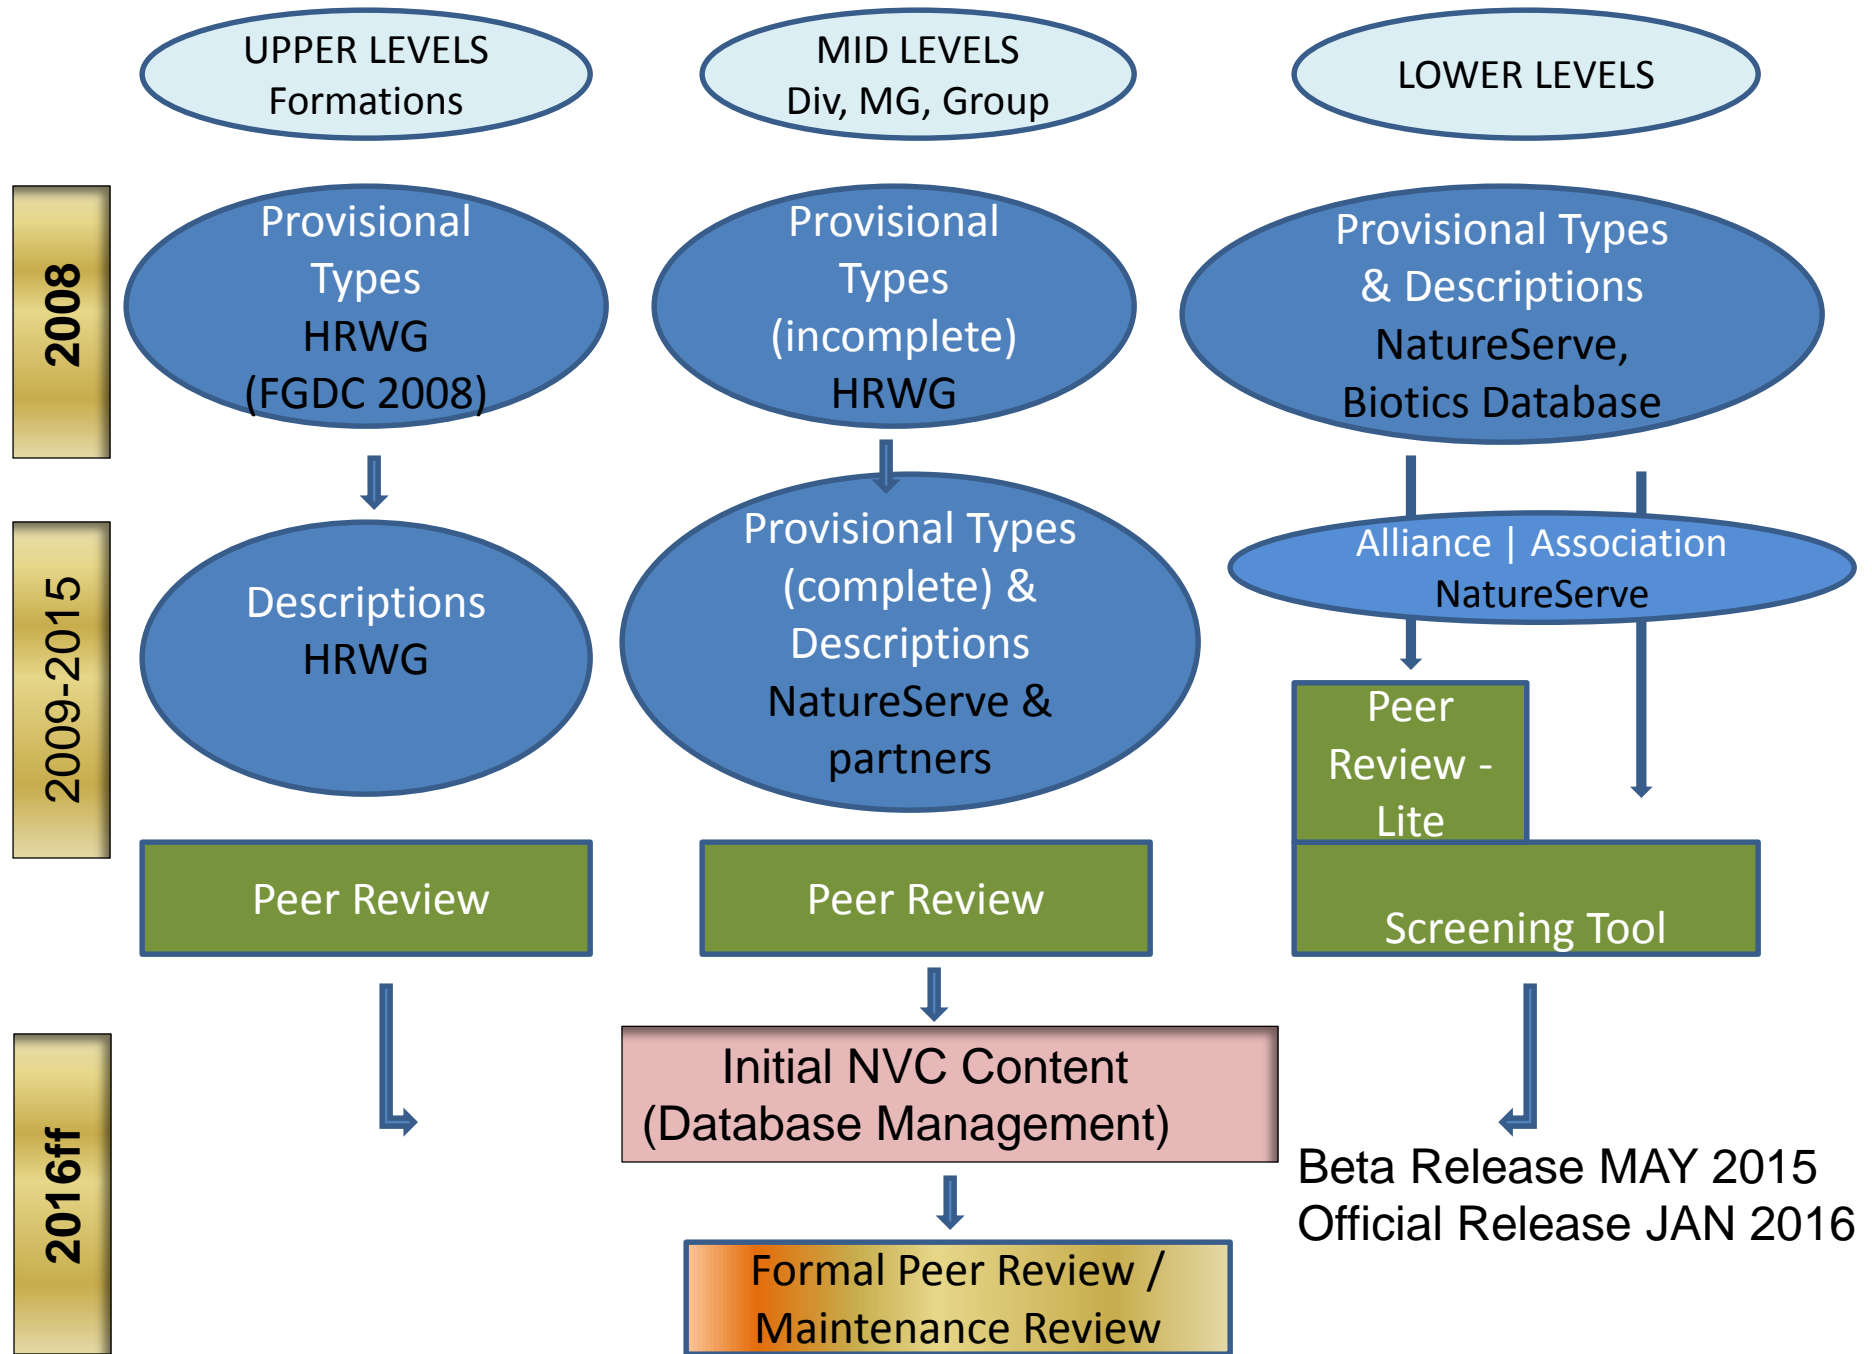 UPPER LEVELS
Formations
MID LEVELS
Div, MG, Group
LOWER LEVELS
2008
Provisional
Types
HRWG
(FGDC 2008)
Provisional
Types
(incomplete)
HRWG
Provisional Types
& Descriptions
NatureServe,
Biotics Database
2009-2015
Descriptions
HRWG
Provisional Types
(complete) &
Descriptions
NatureServe &
partners
Alliance | Association
NatureServe
Peer
Review -
Lite
Peer Review
Peer Review
Screening Tool
2016ff
Initial NVC Content
(Database Management)
Beta Release MAY 2015
Official Release JAN 2016
Formal Peer Review /
Maintenance Review